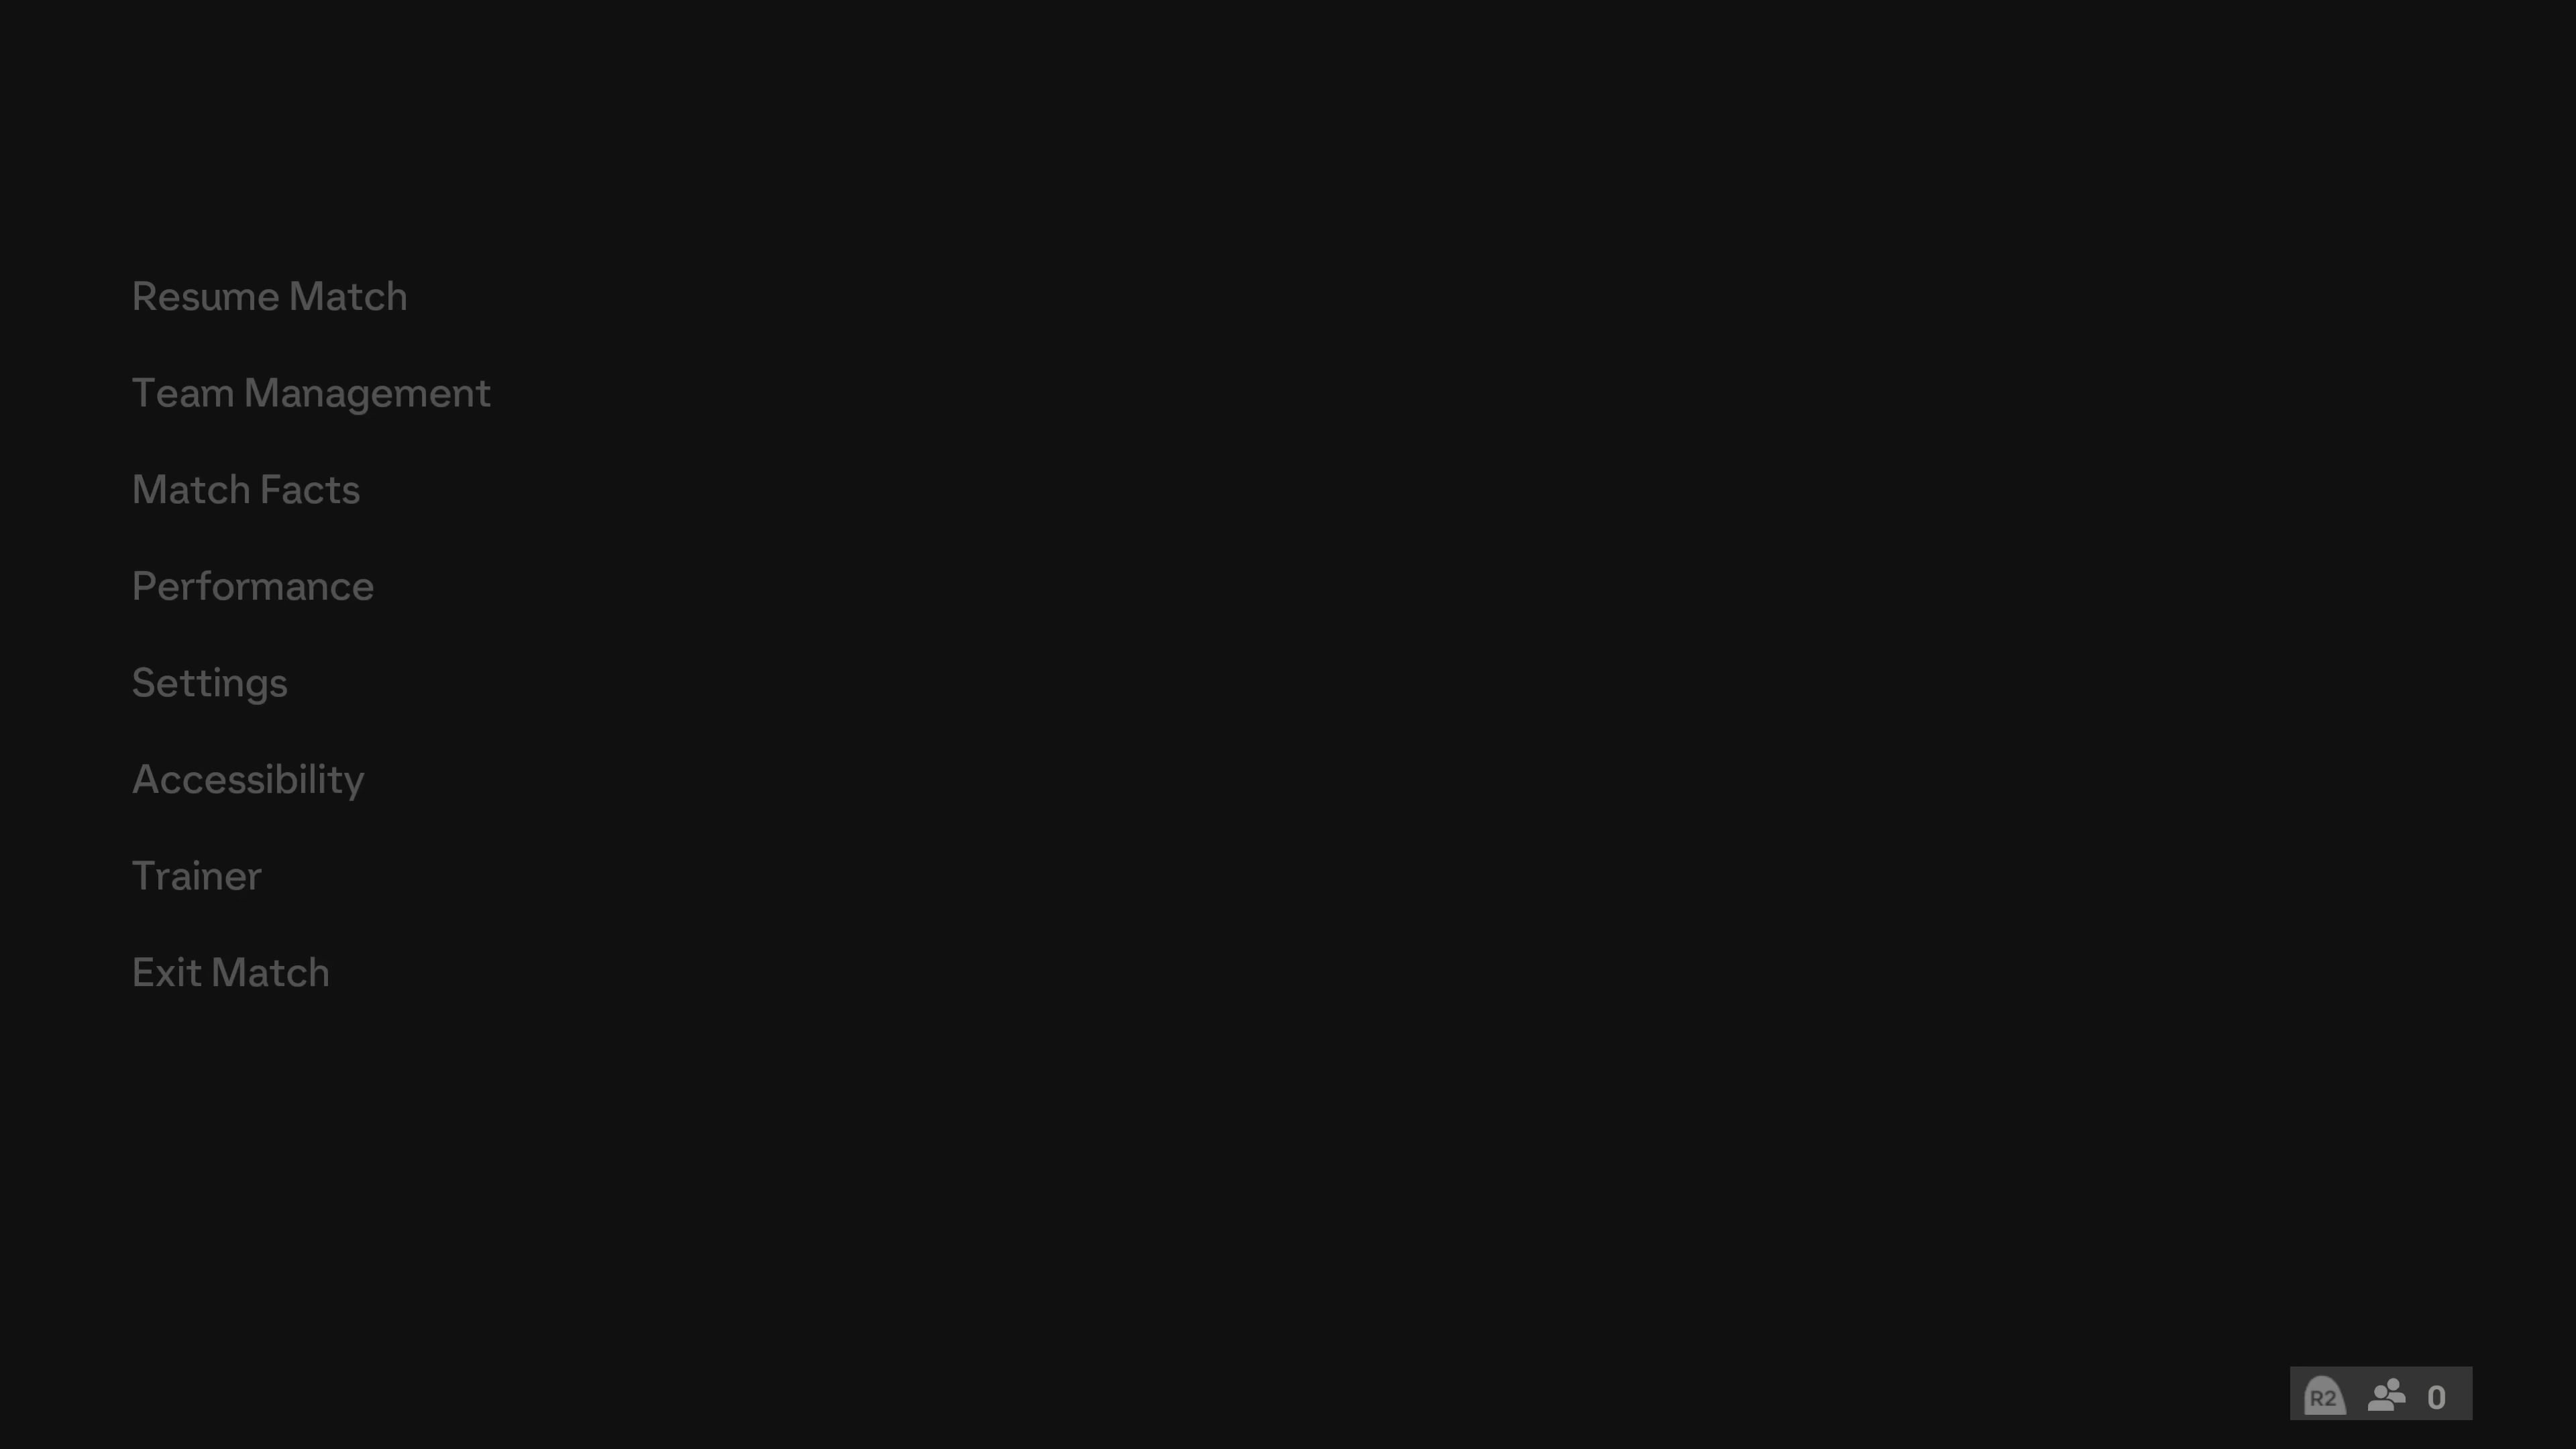 Resume Match
Team Management
Match Facts
Performance
Settings
Accessibility
Trainer
Exit Match
R2 0